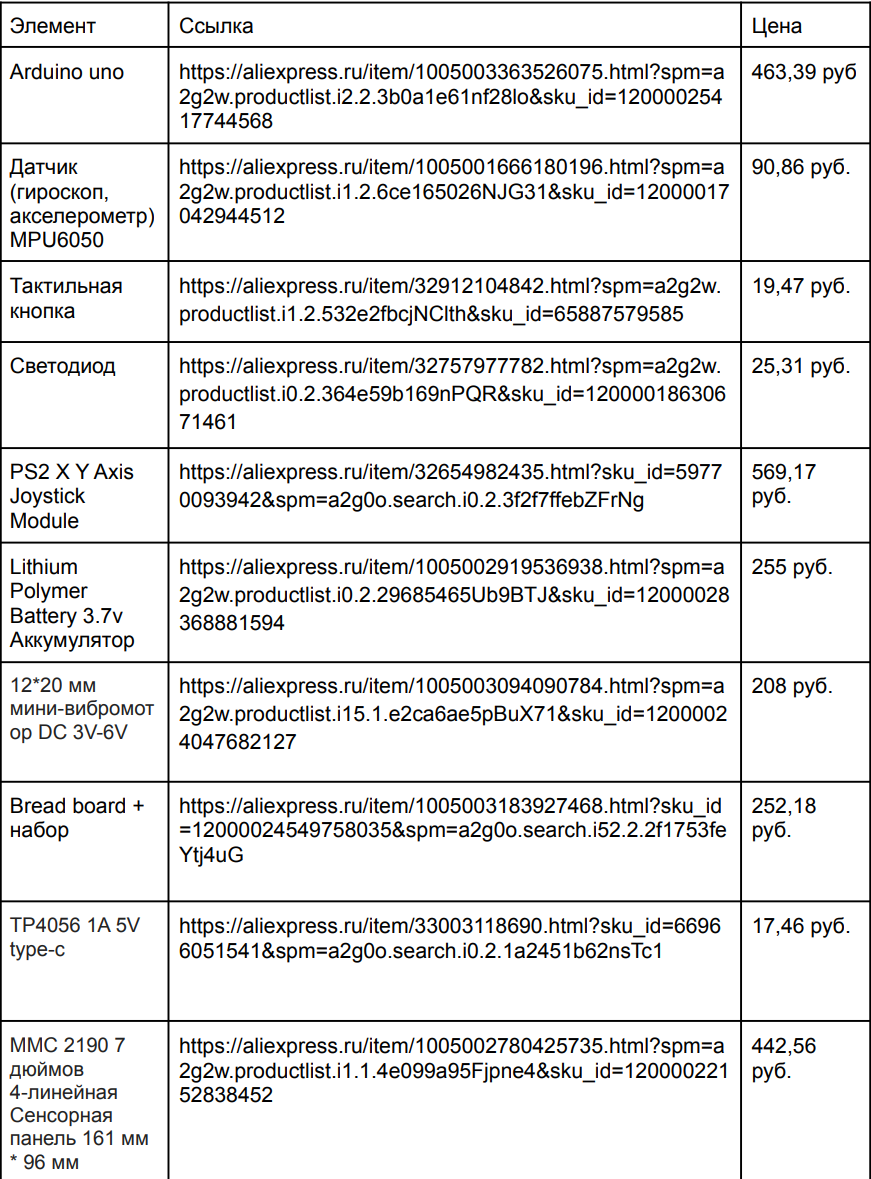 Элемент
Ссылка
Цена
Arduino uno
https://aliexpress.ru/item/1005003363526075.html?spm=a
2g2w.productlist.i2.2.3b0a1e61nf28lo&sku_id=120000254
17744568
463,39 руб
Датчик
(гироскоп,
акселерометр)
MPU6050
https://aliexpress.ru/item/1005001666180196.html?spm=a
2g2w.productlist.i1.2.6ce165026NJG31&sku_id=12000017
042944512
90,86 руб.
Тактильная
кнопка
https://aliexpress.ru/item/32912104842.html?spm=a2g2w.
productlist.i1.2.532e2fbcjNClth&sku_id=65887579585
19,47 руб.
Светодиод
https://aliexpress.ru/item/32757977782.html?spm=a2g2w.
productlist.i0.2.364e59b169nPQR&sku_id=120000186306
71461
25,31 руб.
PS2 X Y Axis
Joystick
Module
https://aliexpress.ru/item/32654982435.html?sku_id=5977
0093942&spm=a2g0o.search.i0.2.3f2f7ffebZFrNg
569,17
руб.
Lithium
Polymer
Battery 3.7v
Аккумулятор
https://aliexpress.ru/item/1005002919536938.html?spm=a
2g2w.productlist.i0.2.29685465Ub9BTJ&sku_id=12000028
368881594
255 руб.
12*20 мм
мини-вибромот
ор DC 3V-6V
https://aliexpress.ru/item/1005003094090784.html?spm=a
2g2w.productlist.i15.1.e2ca6ae5pBuX71&sku_id=1200002
4047682127
208 руб.
Bread board +
набор
https://aliexpress.ru/item/1005003183927468.html?sku_id
=12000024549758035&spm=a2g0o.search.i52.2.2f1753fe
Ytj4uG
252,18
руб.
TP4056 1A 5V
type-c
https://aliexpress.ru/item/33003118690.html?sku_id=6696
6051541&spm=a2g0o.search.i0.2.1a2451b62nsTc1
17,46 руб.
MMC 2190 7
дюймов
4-линейная
Сенсорная
панель 161 мм
* 96 мм
https://aliexpress.ru/item/1005002780425735.html?spm=a
2g2w.productlist.i1.1.4e099a95Fjpne4&sku_id=120000221
52838452
442,56
руб.